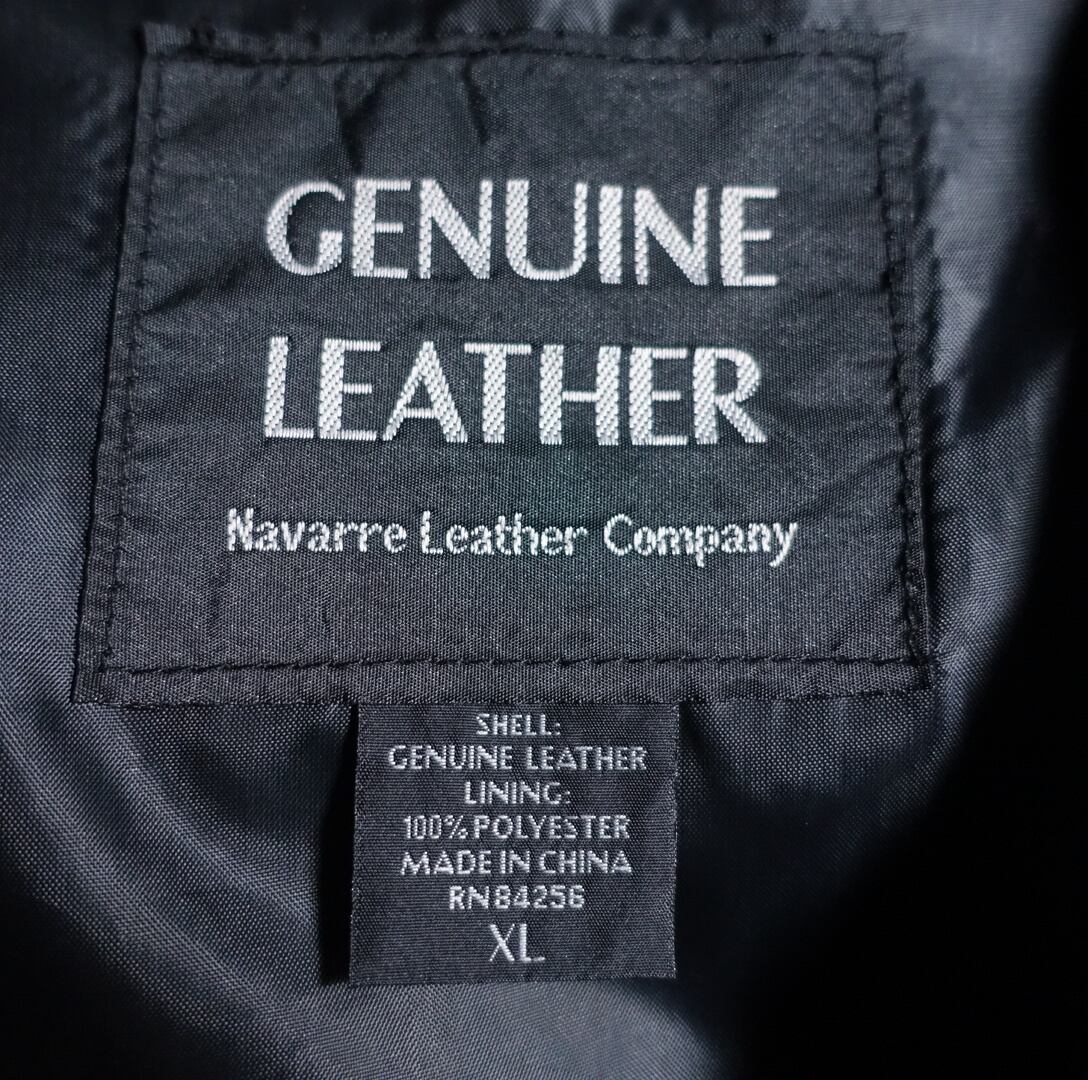 GENUINE
LEATHER
Navarre Leather Company
SHELL:
GENUINE LEATHER
LINING:
100% POLYESTER
MADE IN CHINA
RN84256
XL